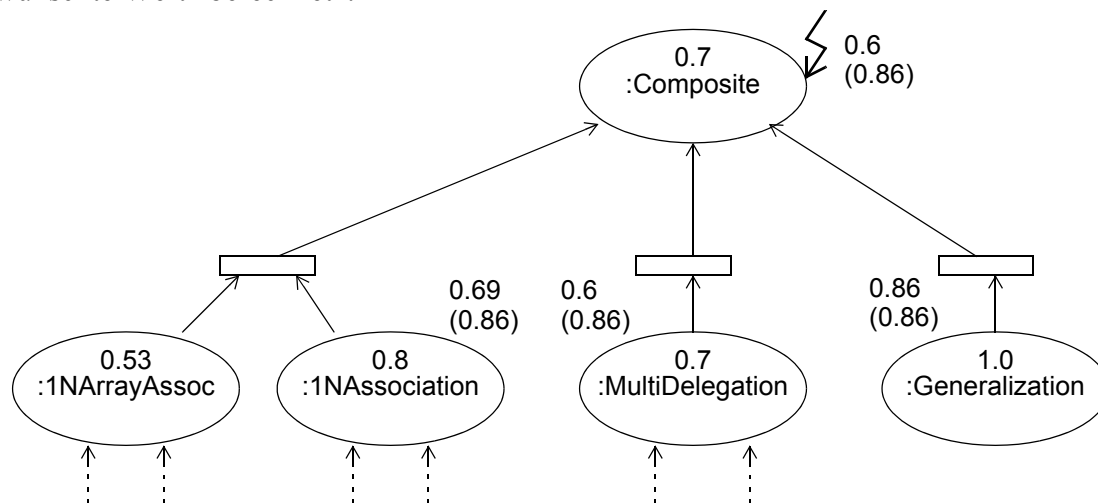 0.7
:Composite
0.6
(0.86)
0.69
(0.86)
0.6
(0.86)
0.86
(0.86)
0.53
:1NArrayAssoc
0.8
:1NAssociation
0.7
:MultiDelegation
1.0
:Generalization